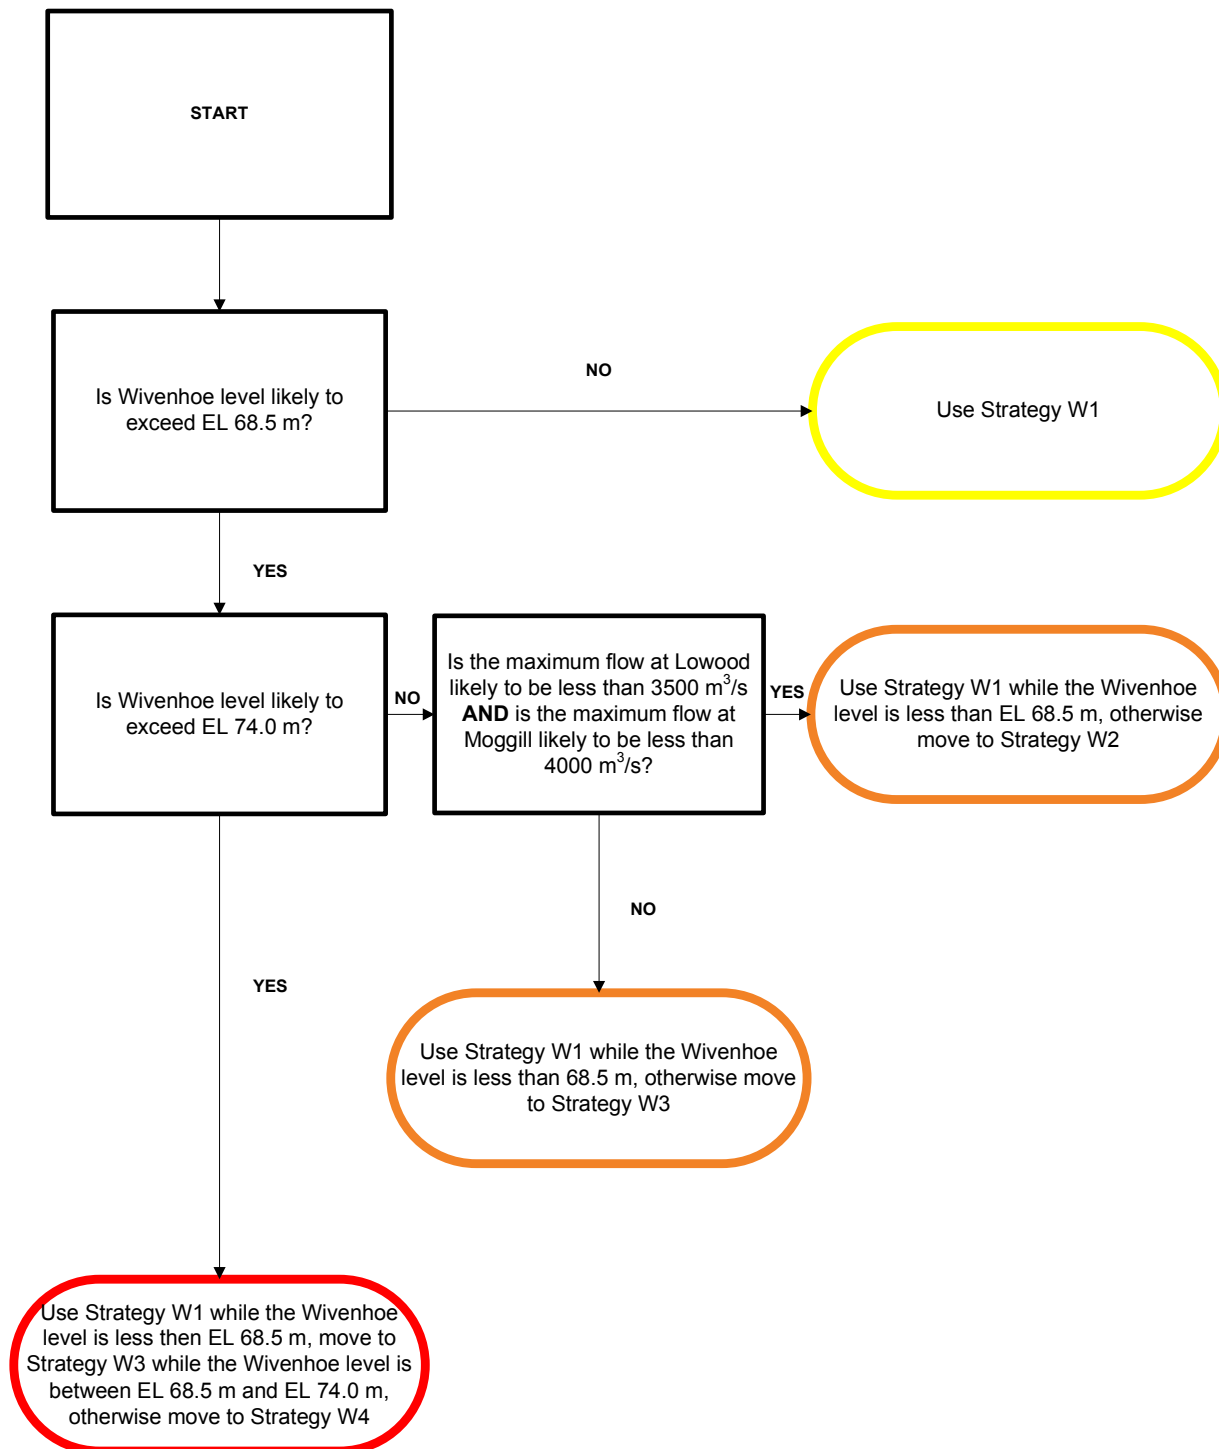 START
Is Wivenhoe level likely to
exceed EL 68.5 m?
NO
Use Strategy W1
YES
Is Wivenhoe level likely to
exceed EL 74.0 m?
NO
Is the maximum flow at Lowood
likely to be less than 3500 m³/s
AND is the maximum flow at
Moggill likely to be less than
4000 m³/s?
YES
Use Strategy W1 while the Wivenhoe
level is less than EL 68.5 m, otherwise
move to Strategy W2
NO
YES
Use Strategy W1 while the Wivenhoe
level is less than 68.5 m, otherwise move
to Strategy W3
Use Strategy W1 while the Wivenhoe
level is less then EL 68.5 m, move to
Strategy W3 while the Wivenhoe level is
between EL 68.5 m and EL 74.0 m,
otherwise move to Strategy W4